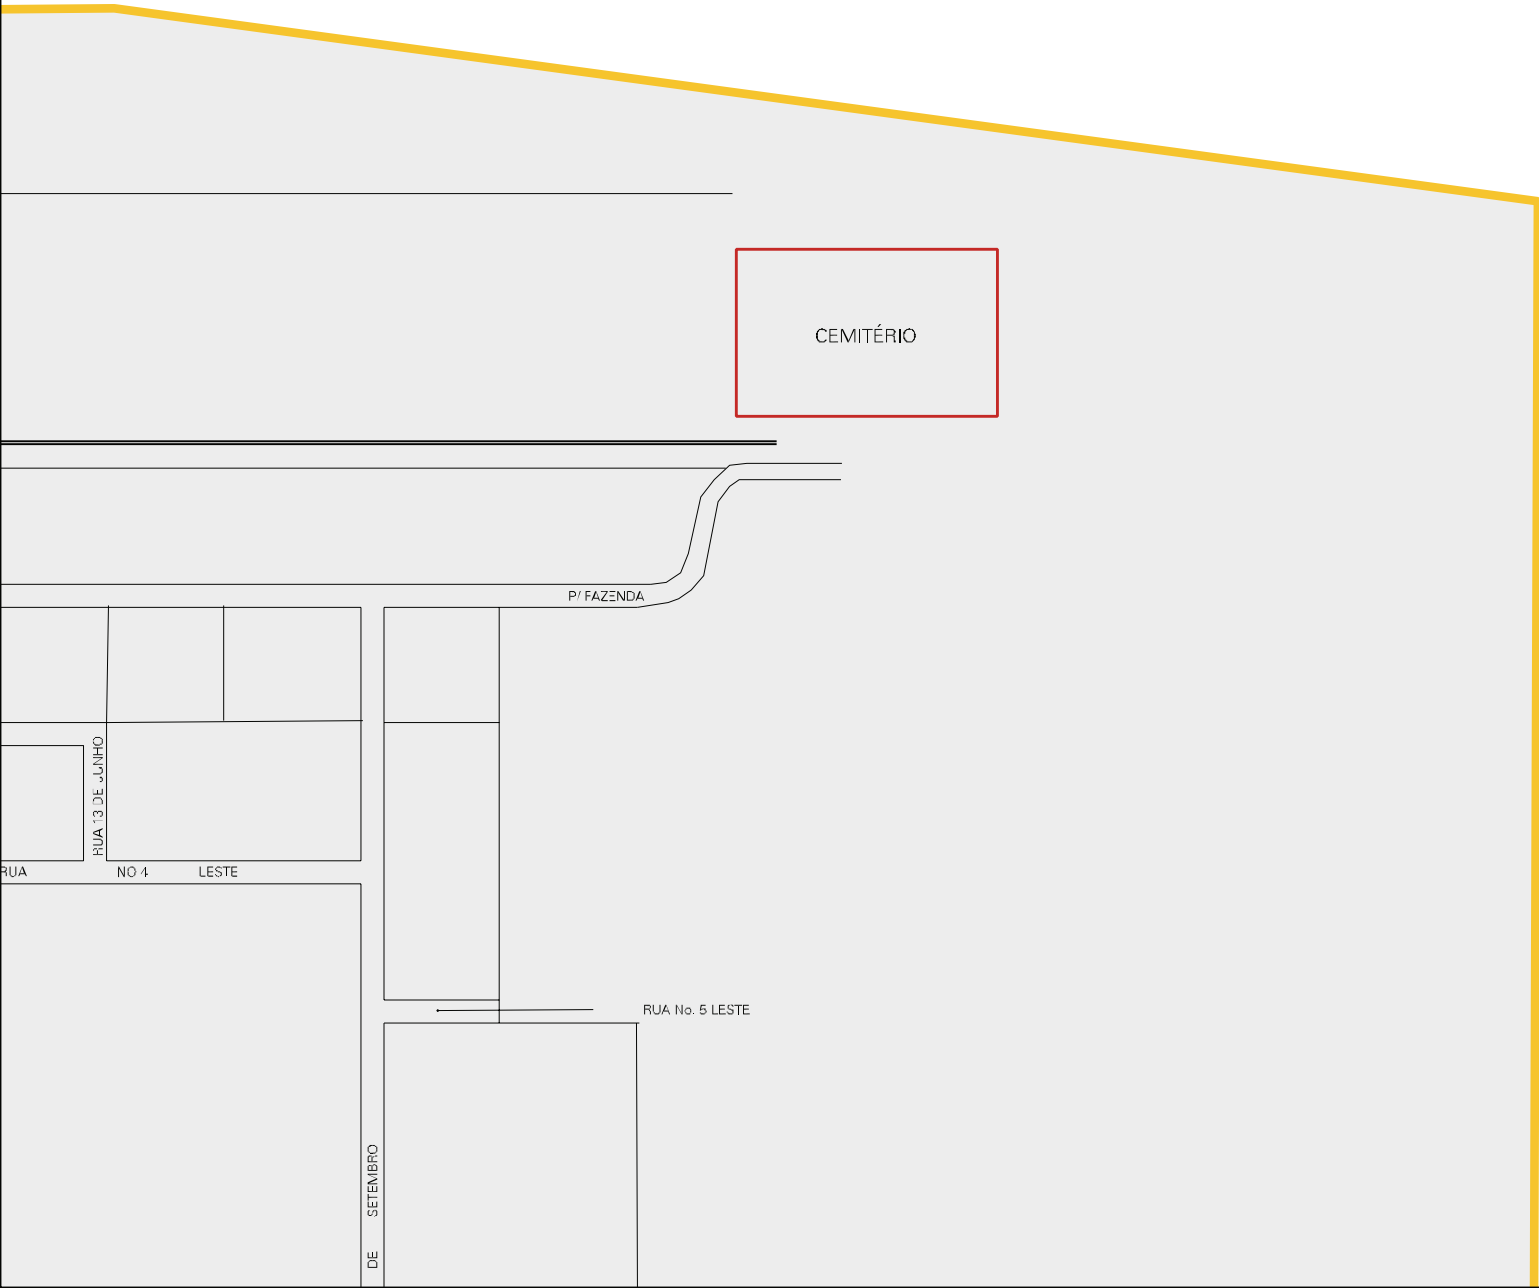 CEMITÉRIO
P/ FAZENDA
RUA 13 DE JUNHO
RUA NO 4 LESTE
RUA No. 5 LESTE
DE SETEMBRO